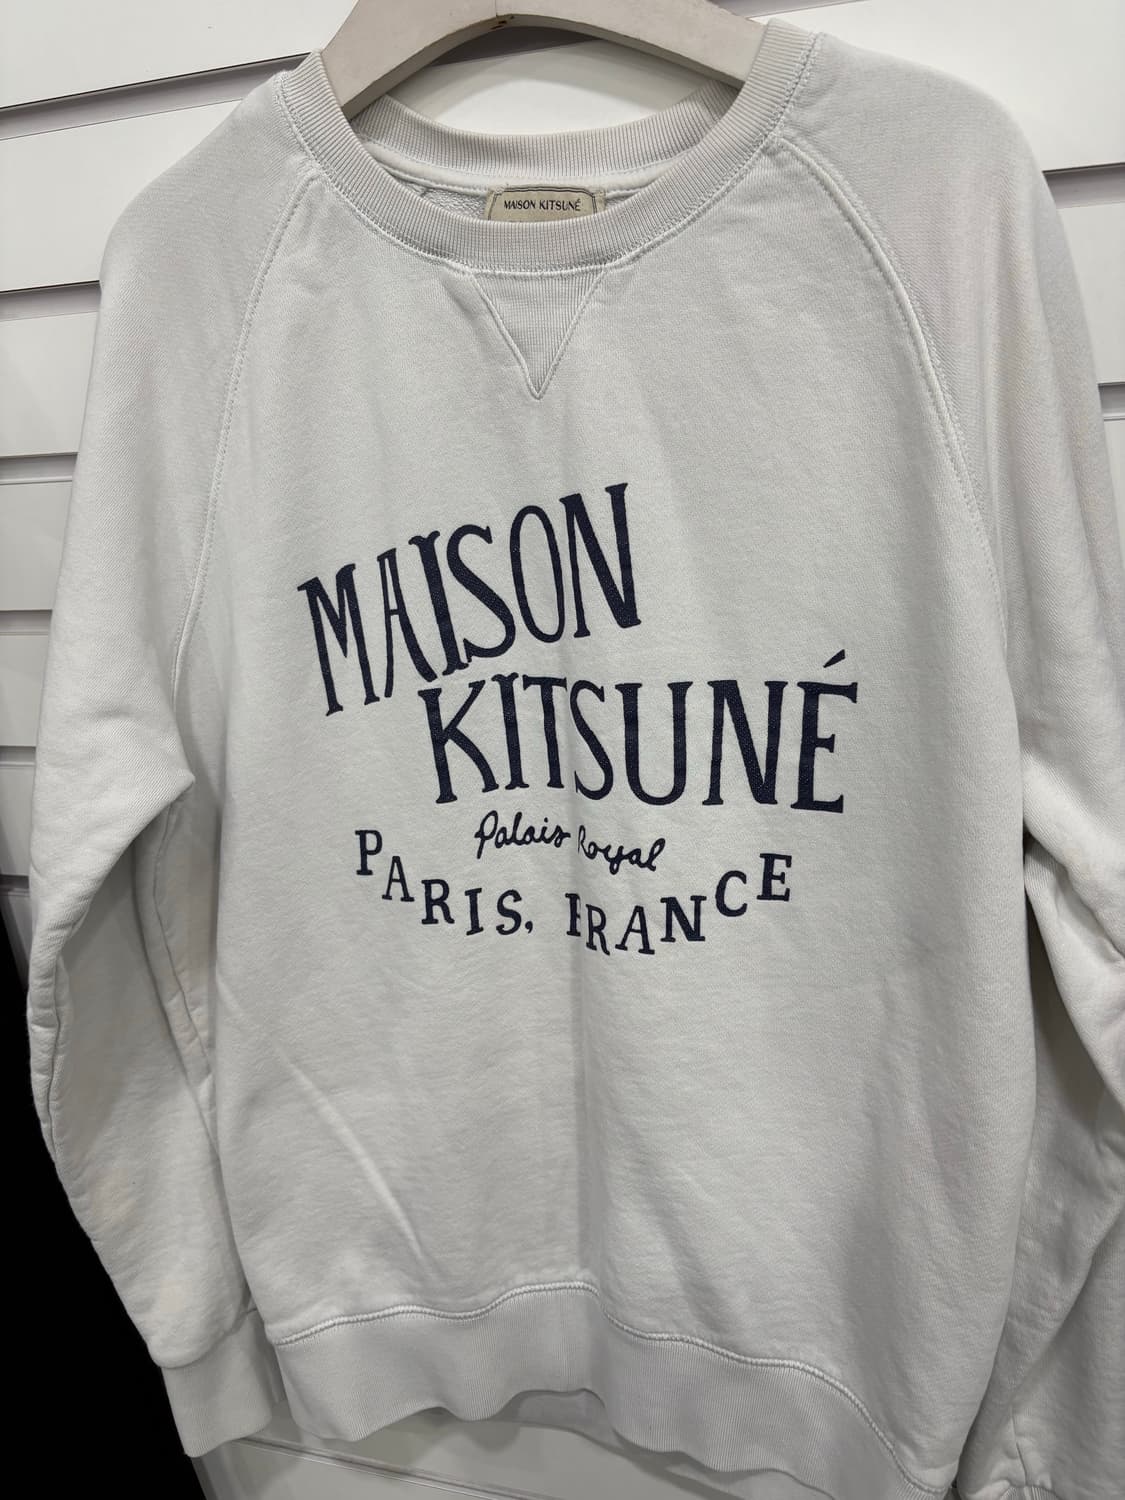 MAISON KITSUNÉ
MAISON
KITSUNÉ
Palais Royal
PARIS, FRANCE